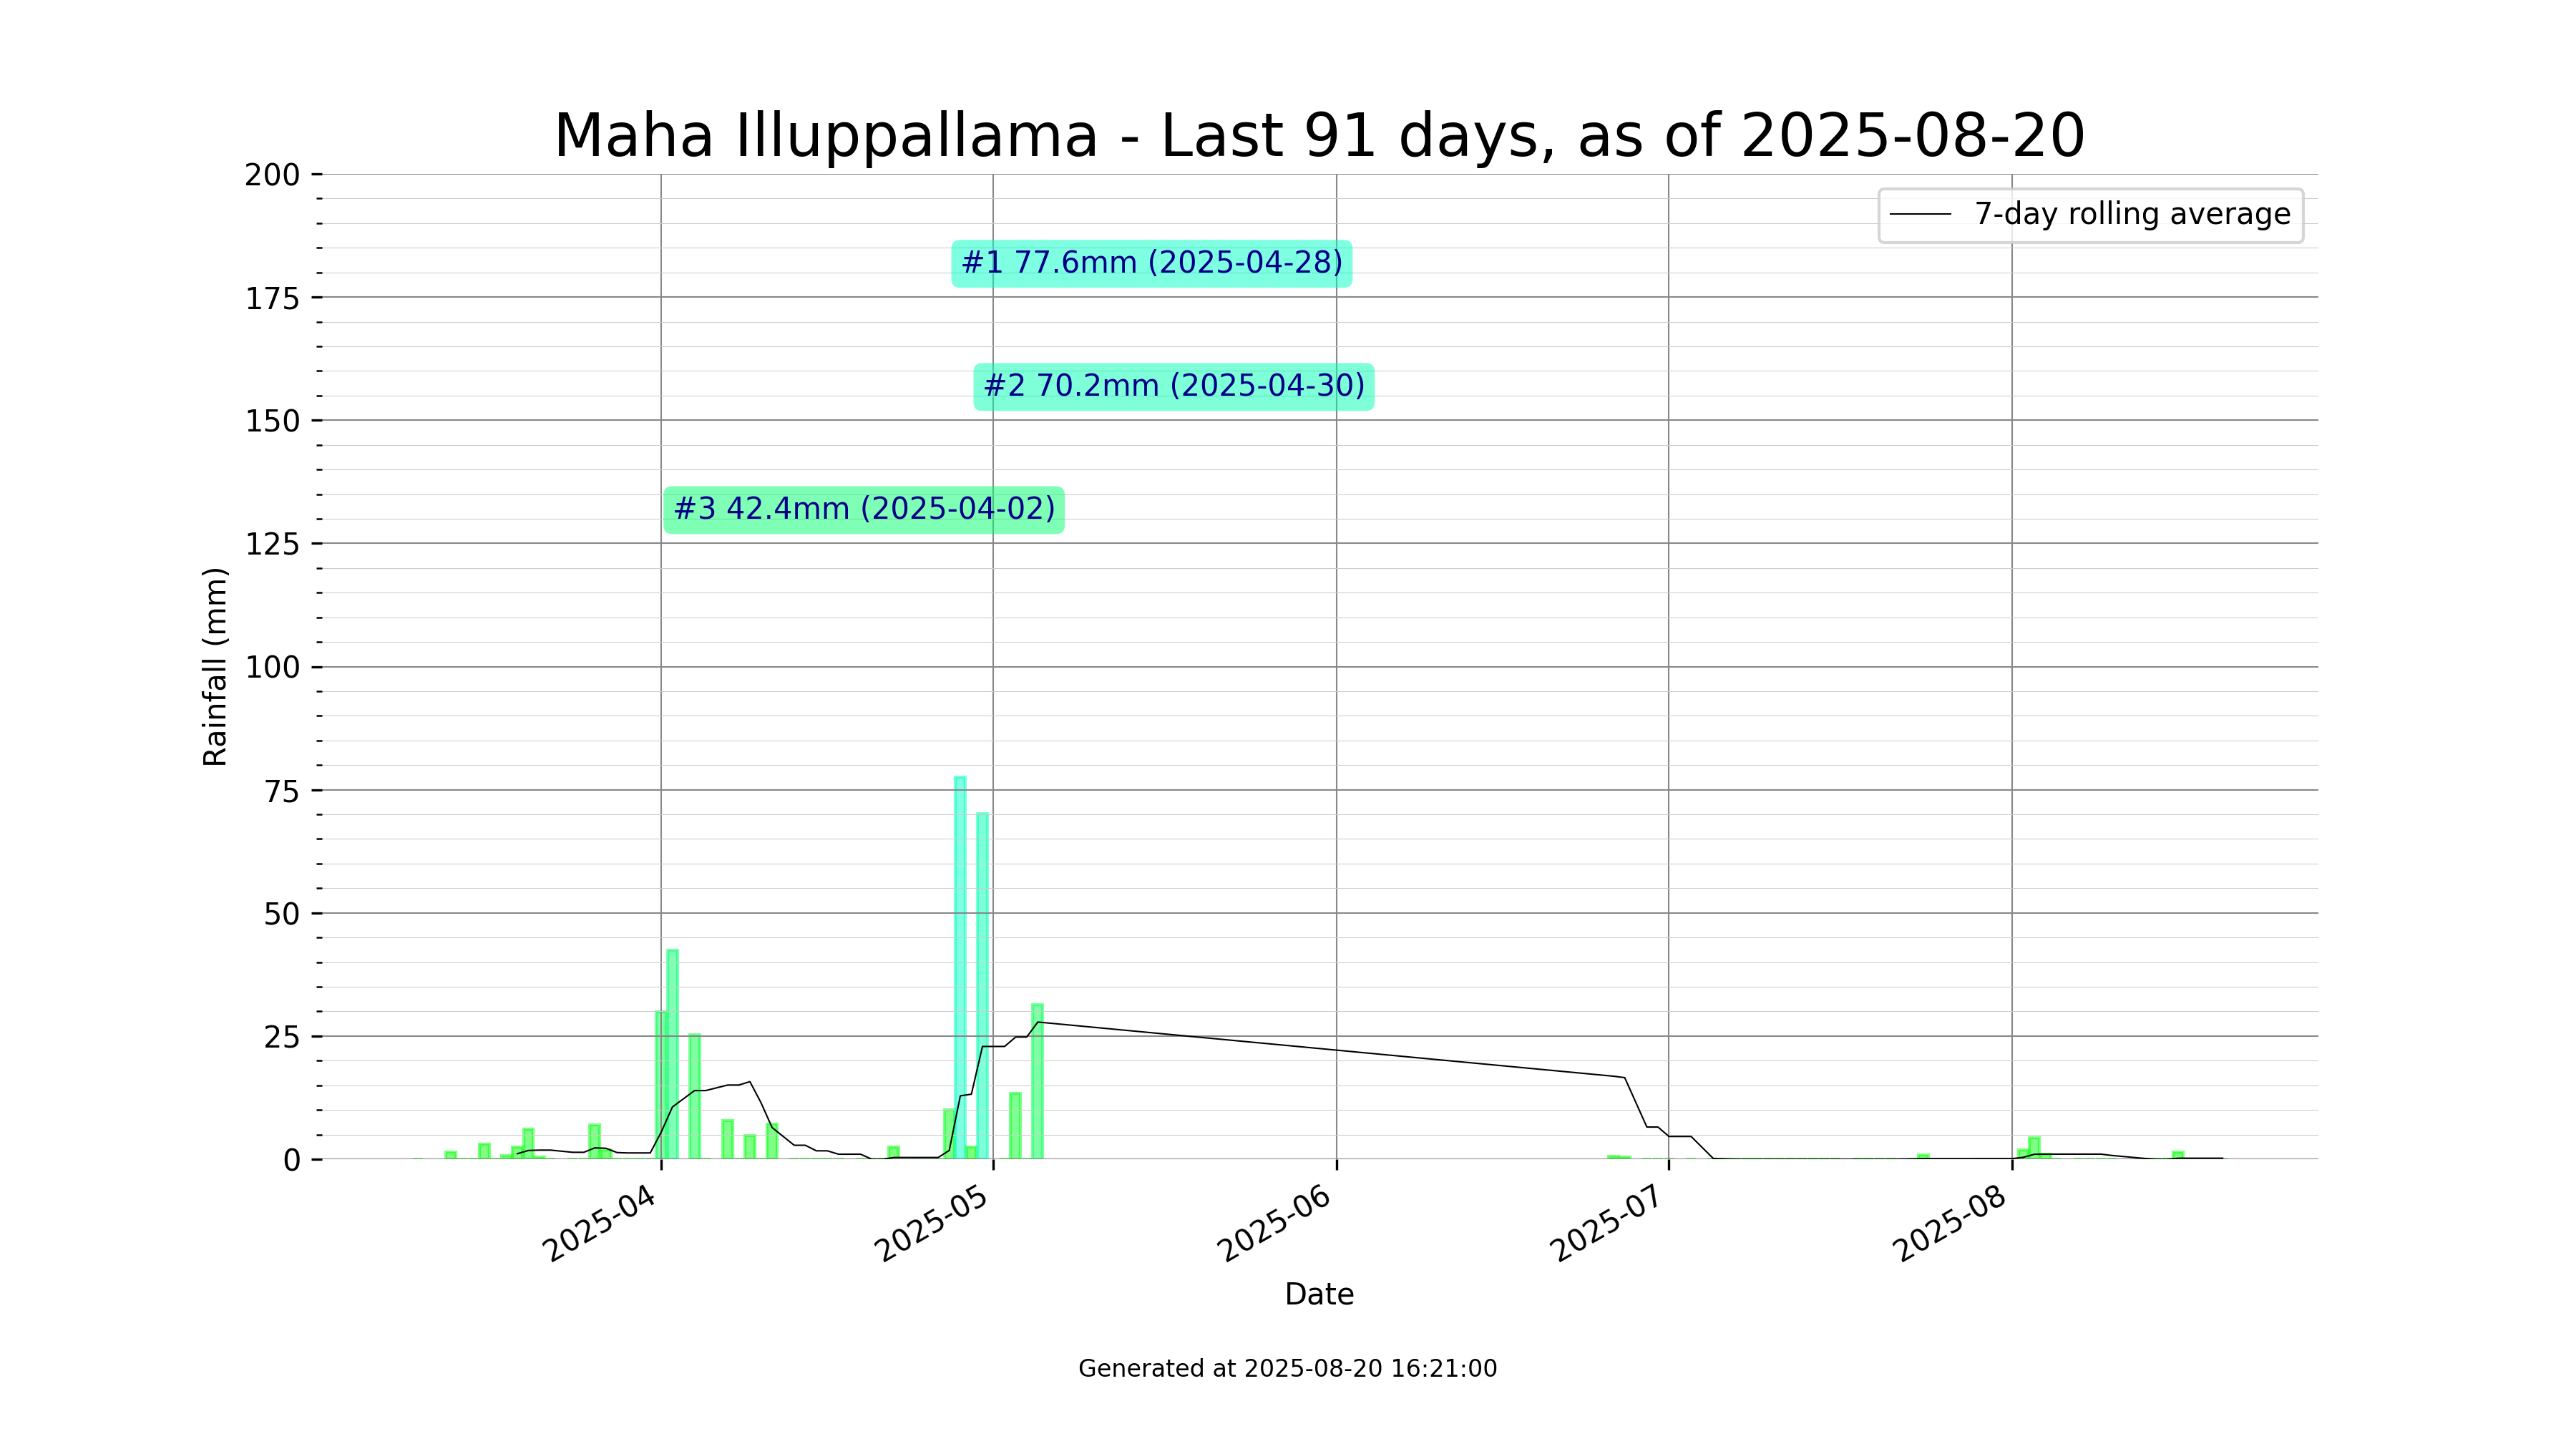 Maha Illuppallama - Last 91 days, as of 2025-08-20
200
175
150
125
100
75
50
25
0
Rainfall (mm)
7-day rolling average
#1 77.6mm (2025-04-28)
#2 70.2mm (2025-04-30)
#3 42.4mm (2025-04-02)
2025-04
2025-05
2025-06
2025-07
2025-08
Date
Generated at 2025-08-20 16:21:00